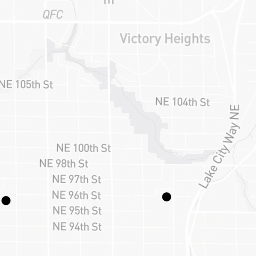 QFC
Victory Heights
NE 105th St
NE 104th St
Lake City Way NE
NE 100th St
NE 98th St
NE 97th St
NE 96th St
NE 95th St
NE 94th St